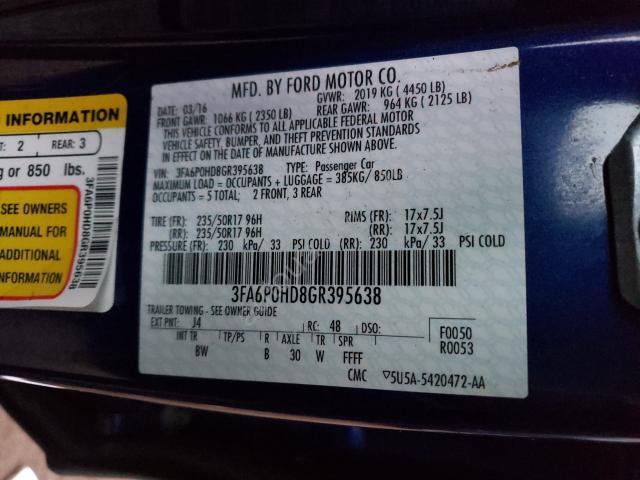 INFORMATION
2 REAR: 3
or 850 lbs.
SEE OWNERS
MANUAL FOR
ADDITIONAL
INFORMATION
3FA6P0HD8GR395638
MFD. BY FORD MOTOR CO.
DATE: 03/16 GVWR: 2019 KG ( 4450 LB)
FRONT GAWR: 1066 KG ( 2350 LB) REAR GAWR: 964 KG ( 2125 LB)
THIS VEHICLE CONFORMS TO ALL APPLICABLE FEDERAL MOTOR
VEHICLE SAFETY, BUMPER, AND THEFT PREVENTION STANDARDS
IN EFFECT ON THE DATE OF MANUFACTURE SHOWN ABOVE.
VIN: 3FA6P0HD8GR395638 TYPE: Passenger Car
MAXIMUM LOAD = OCCUPANTS + LUGGAGE = 385KG/ 850LB
OCCUPANTS = 5 TOTAL; 2 FRONT, 3 REAR
TIRE (FR): 235/50R17 96H RIMS (FR): 17x7.5J
(RR): 235/50R17 96H (RR): 17x7.5J
PRESSURE (FR): 230 kPa/ 33 PSI COLD (RR): 230 kPa/ 33 PSI COLD
3FA6P0HD8GR395638
TRAILER TOWING - SEE OWNER GUIDE
EXT PNT: J4 RC: 48 DSO: F0050
INT TR TP/PS R AXLE TR SPR R0053
BW B 30 W FFFF
CMC ▽5U5A-5420472-AA